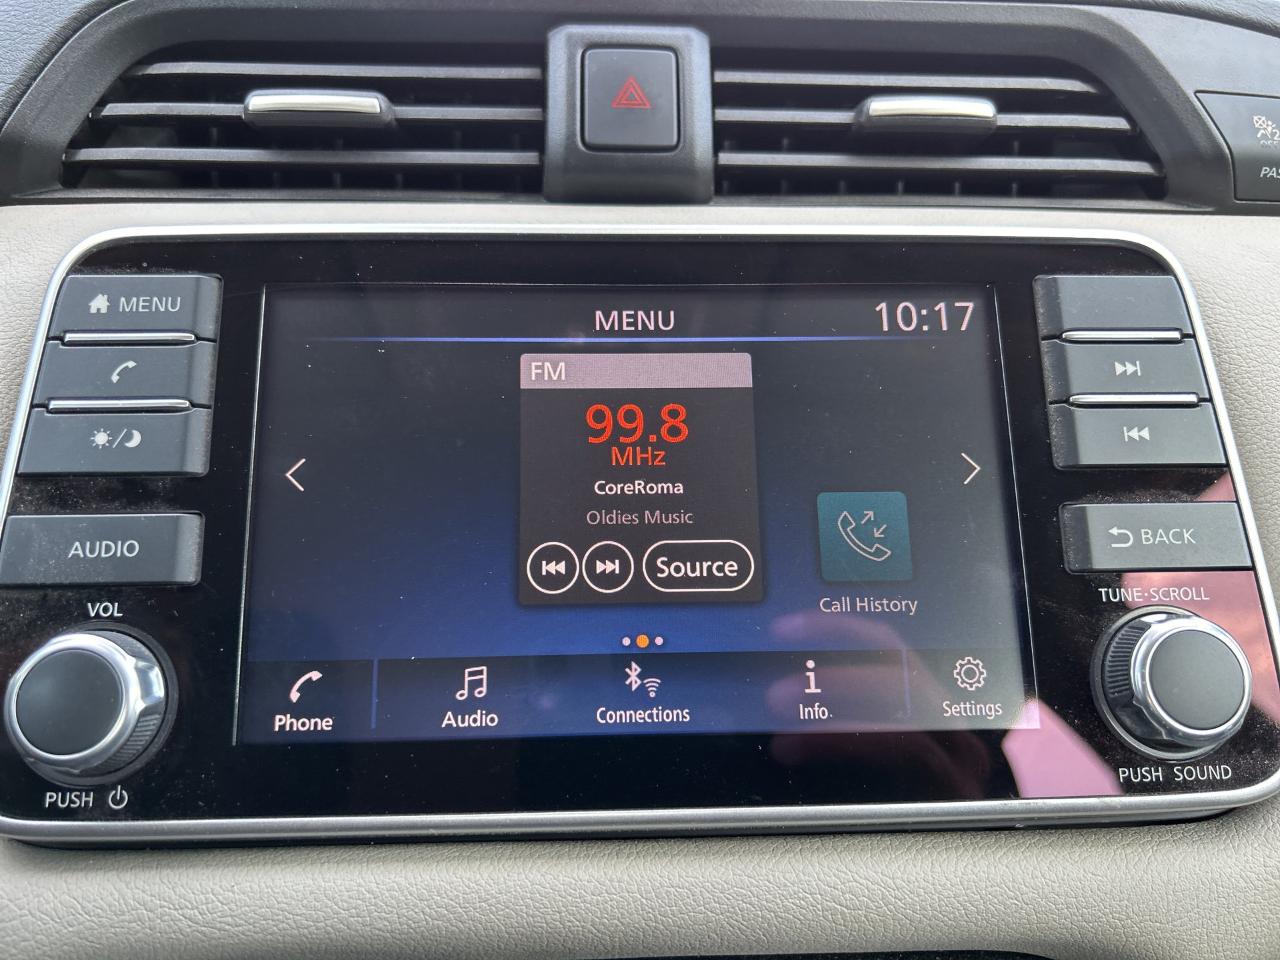 MENU
MENU
10:17
FM
99.8
MHz
CoreRoma
Oldies Music
Source
Call History
AUDIO
BACK
VOL
TUNE·SCROLL
Phone
Audio
Connections
Info
Settings
PUSH
PUSH SOUND